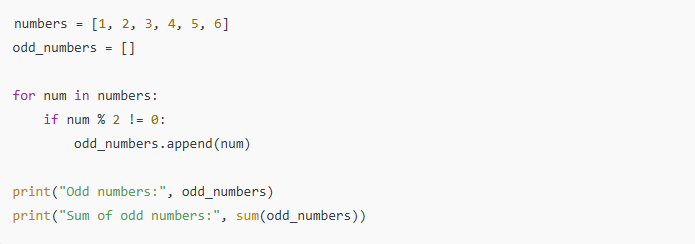 numbers = [1, 2, 3, 4, 5, 6]
odd_numbers = []

for num in numbers:
    if num % 2 != 0:
        odd_numbers.append(num)

print("Odd numbers:", odd_numbers)
print("Sum of odd numbers:", sum(odd_numbers))